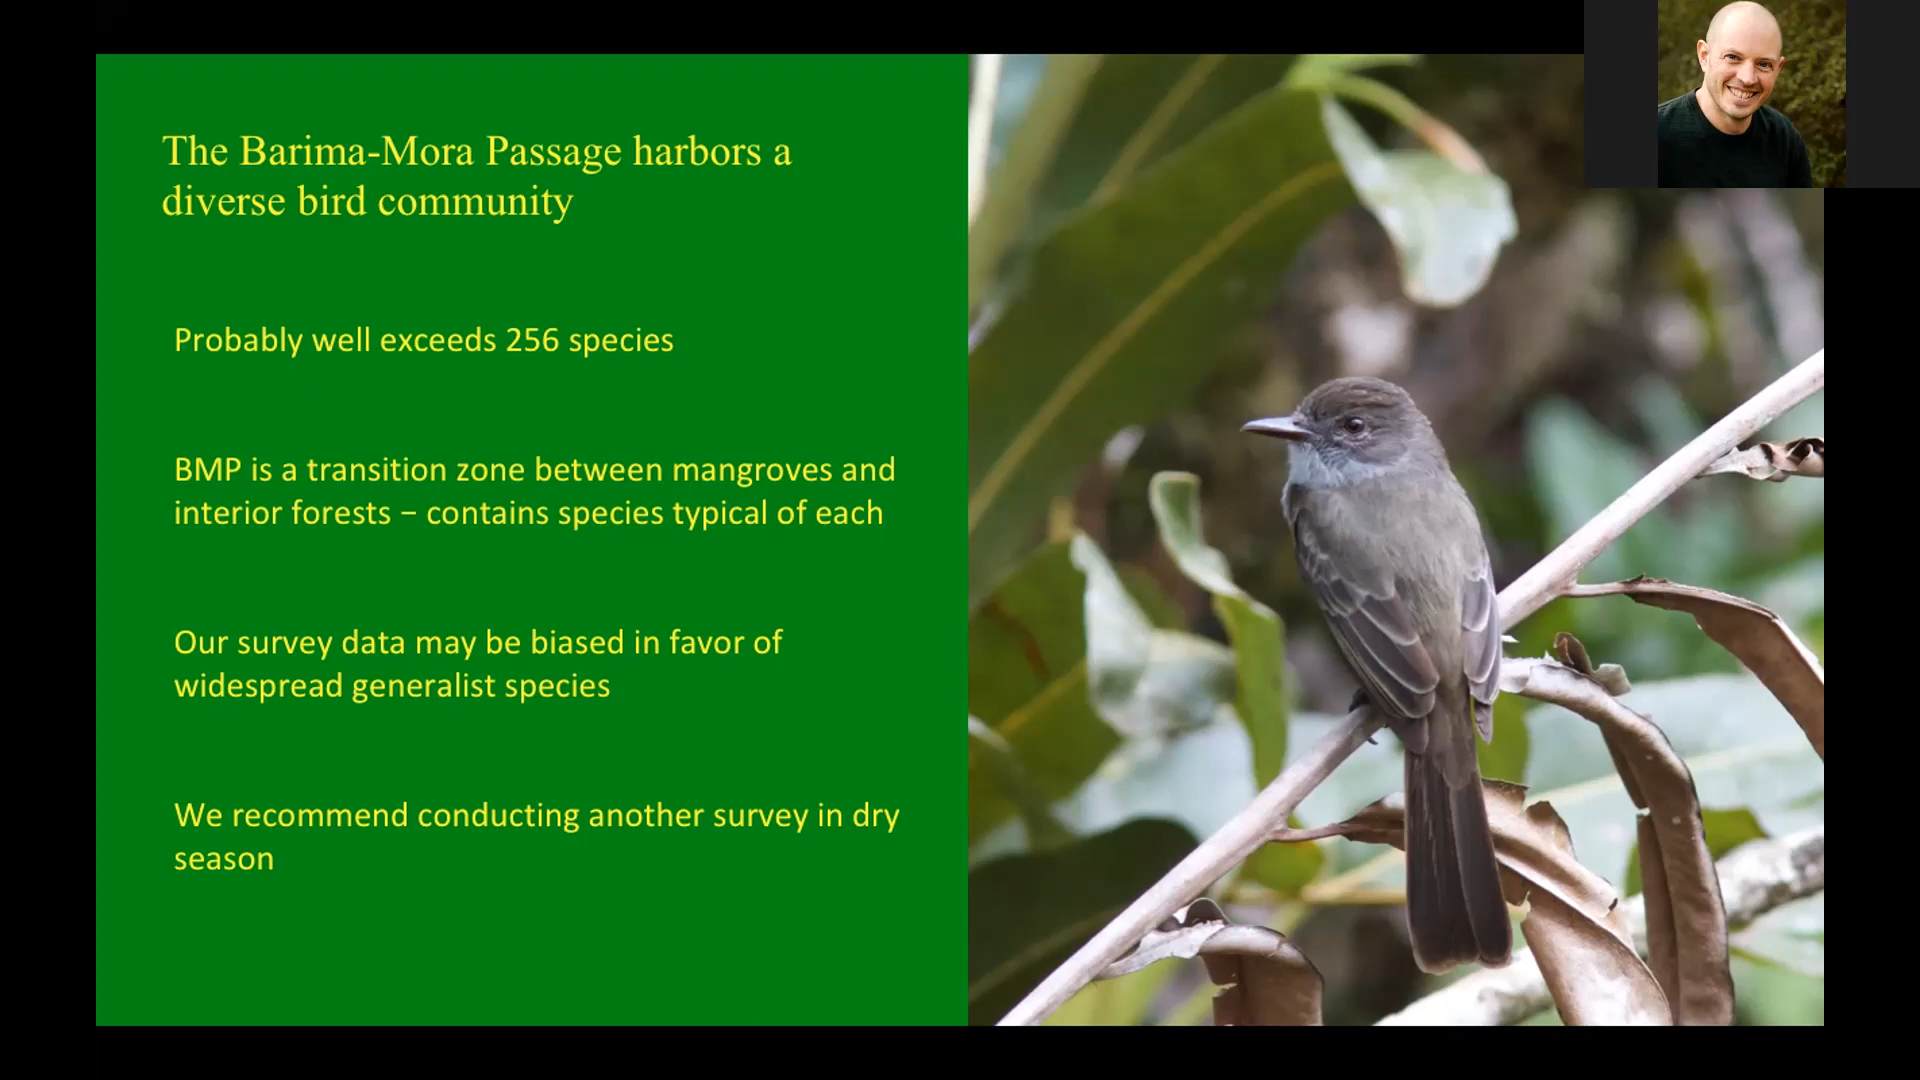 The Barima-Mora Passage harbors a
diverse bird community
Probably well exceeds 256 species
BMP is a transition zone between mangroves and
interior forests – contains species typical of each
Our survey data may be biased in favor of
widespread generalist species
We recommend conducting another survey in dry
season